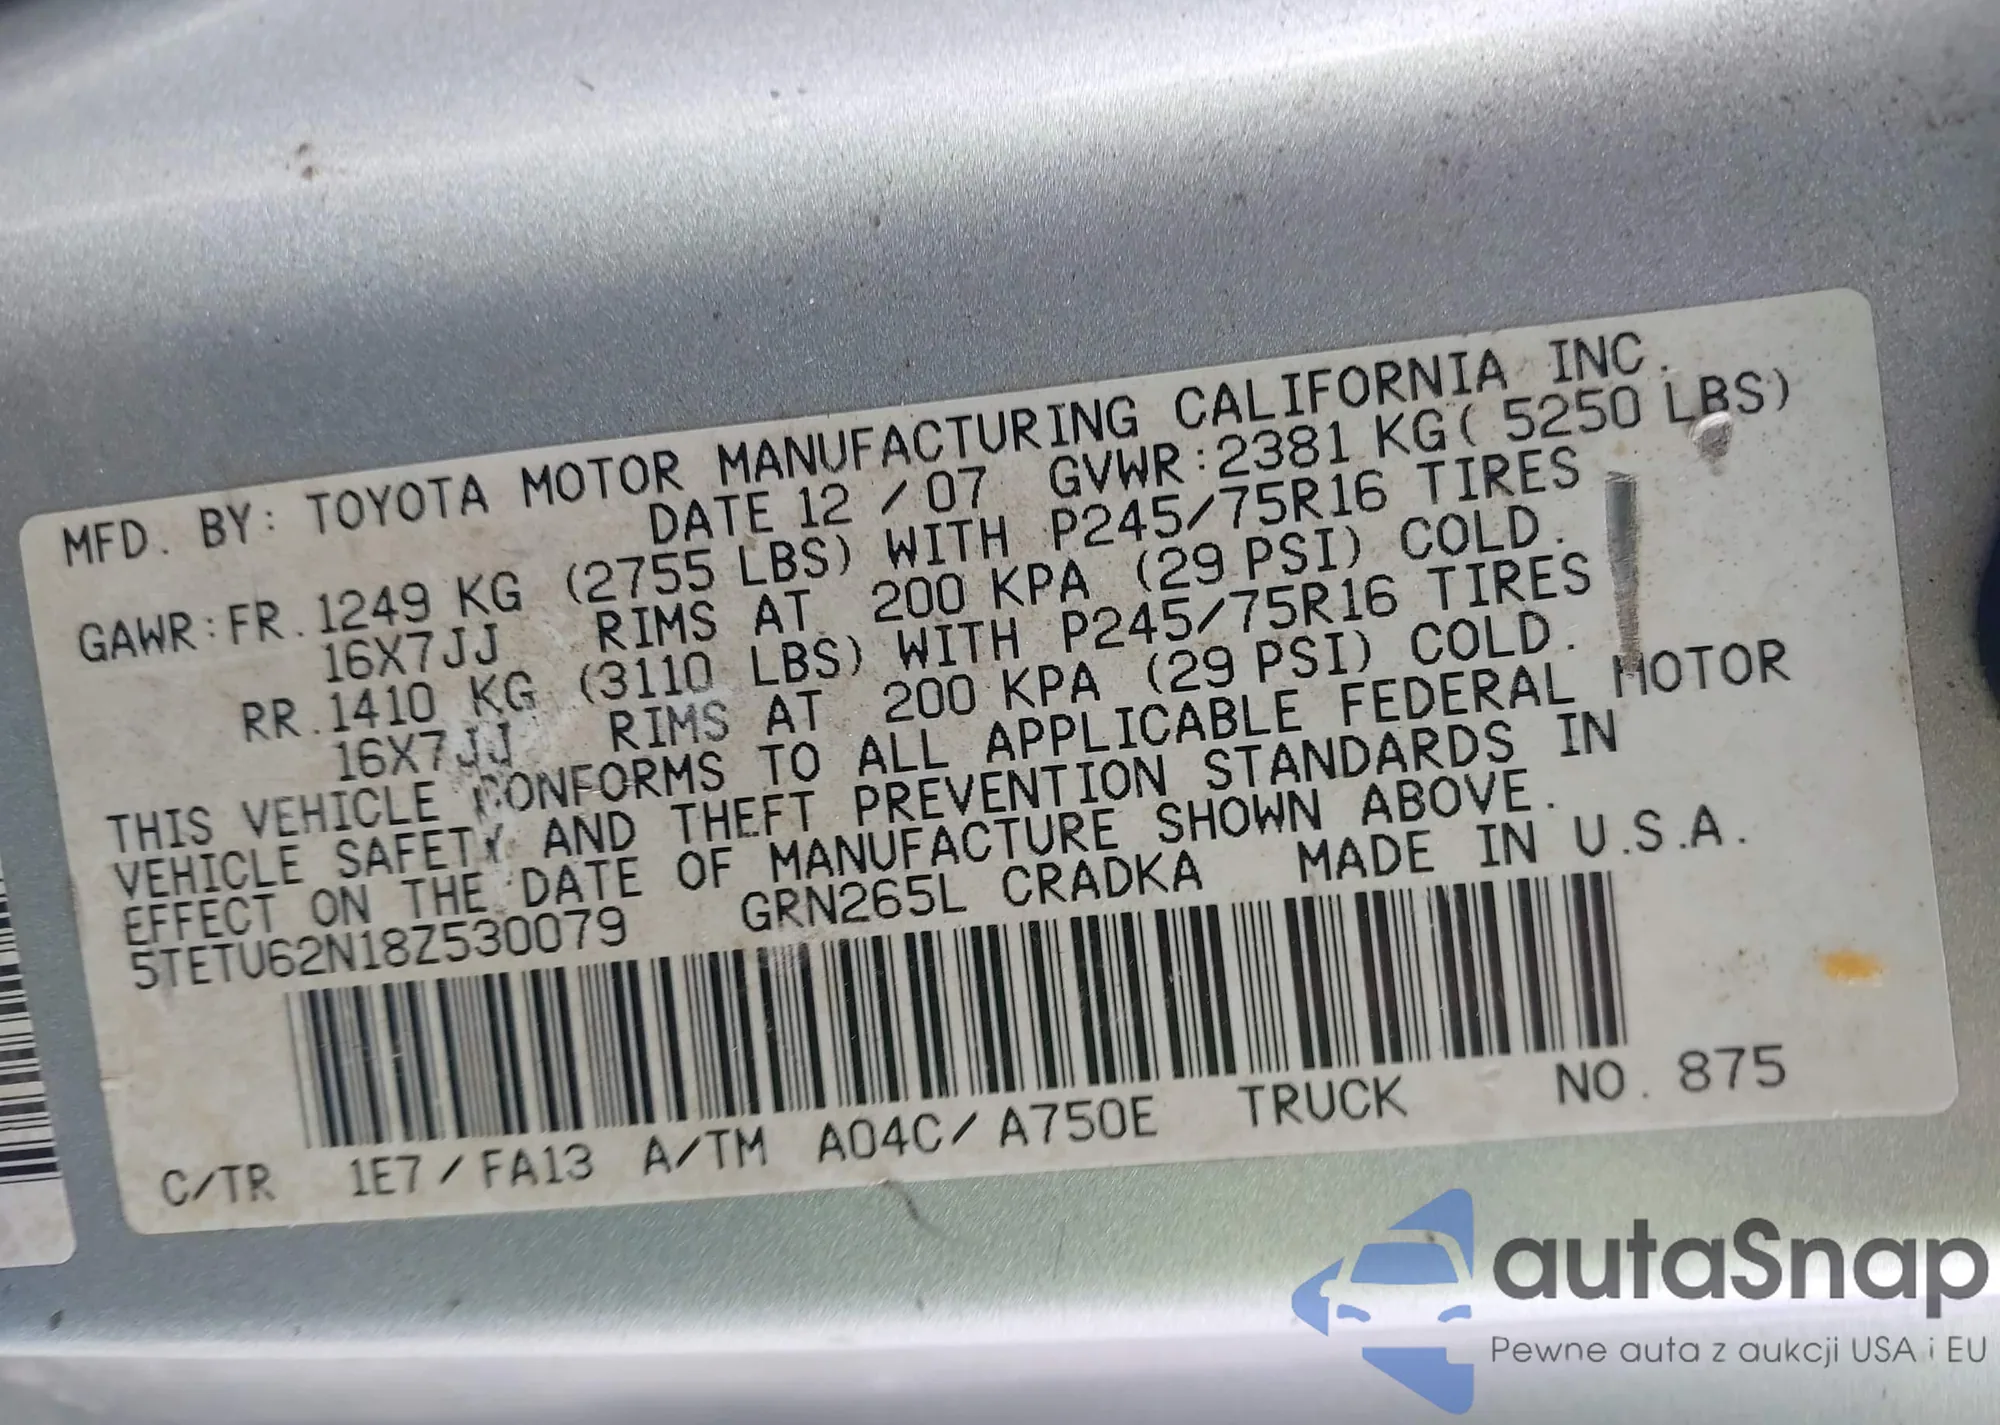 MFD. BY: TOYOTA MOTOR MANUFACTURING CALIFORNIA INC.
DATE 12 / 07 GVWR: 2381 KG( 5250 LBS)
GAWR: FR. 1249 KG (2755 LBS) WITH P245/75R16 TIRES
16X7JJ RIMS AT 200 KPA (29 PSI) COLD.
RR. 1410 KG (3110 LBS) WITH P245/75R16 TIRES
16X7JJ RIMS AT 200 KPA (29 PSI) COLD.
THIS VEHICLE CONFORMS TO ALL APPLICABLE FEDERAL MOTOR
VEHICLE SAFETY AND THEFT PREVENTION STANDARDS IN
EFFECT ON THE DATE OF MANUFACTURE SHOWN ABOVE.
5TETU62N18Z530079 GRN265L CRADKA MADE IN U.S.A.
C/TR 1E7 / FA13 A/TM A04C/ A750E TRUCK NO. 875
autaSnap
Pewne auta z aukcji USA i EU